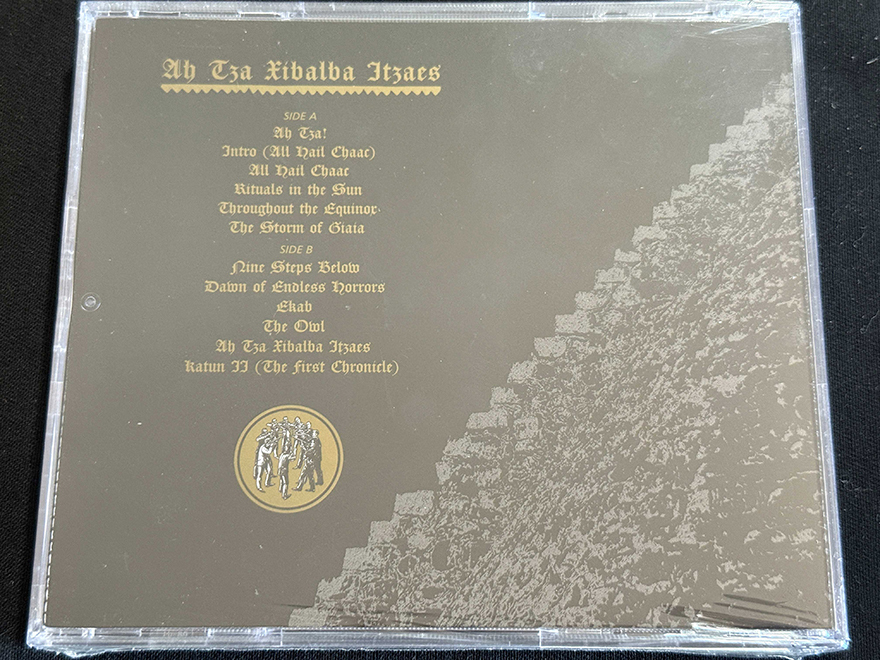 Ah Tza Xibalba Itzaes
SIDE A
Ah Tza!
Intro (All Hail Chaac)
All Hail Chaac
Rituals in the Sun
Throughout the Equinox
The Storm of Giaia
SIDE B
Nine Steps Below
Dawn of Endless Horrors
Ekab
The Owl
Ah Tza Xibalba Itzaes
Katun II (The First Chronicle)